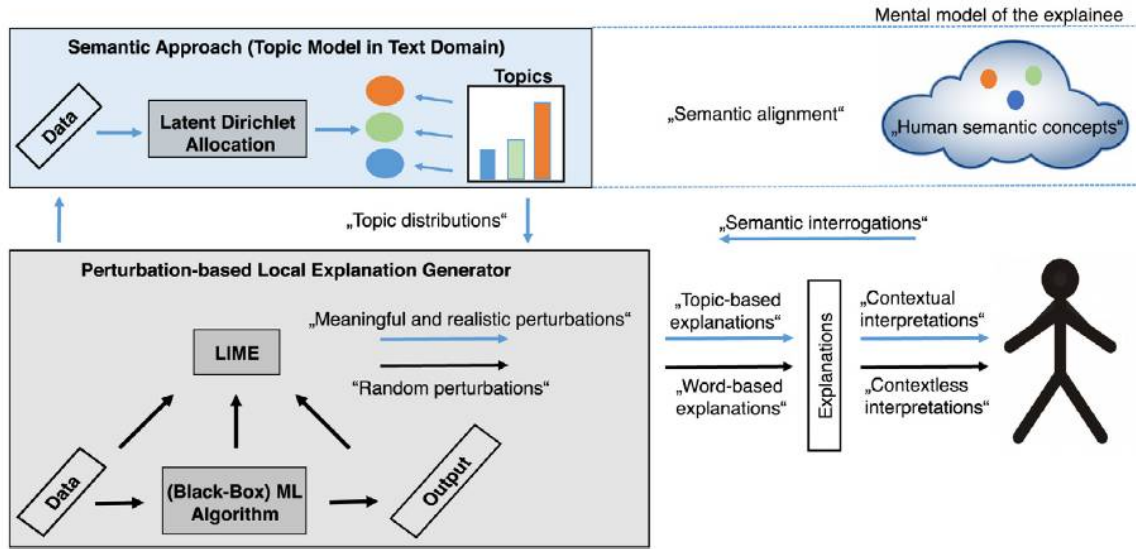 Mental model of the explainee
Semantic Approach (Topic Model in Text Domain)
Topics
Data
Latent Dirichlet
Allocation
„Semantic alignment“
„Human semantic concepts“
„Topic distributions“
„Semantic interrogations“
Perturbation-based Local Explanation Generator
„Meaningful and realistic perturbations“
LIME
“Random perturbations“
„Topic-based
explanations“
„Word-based
explanations“
Explanations
„Contextual
interpretations“
„Contextless
interpretations“
Data
(Black-Box) ML
Algorithm
Output